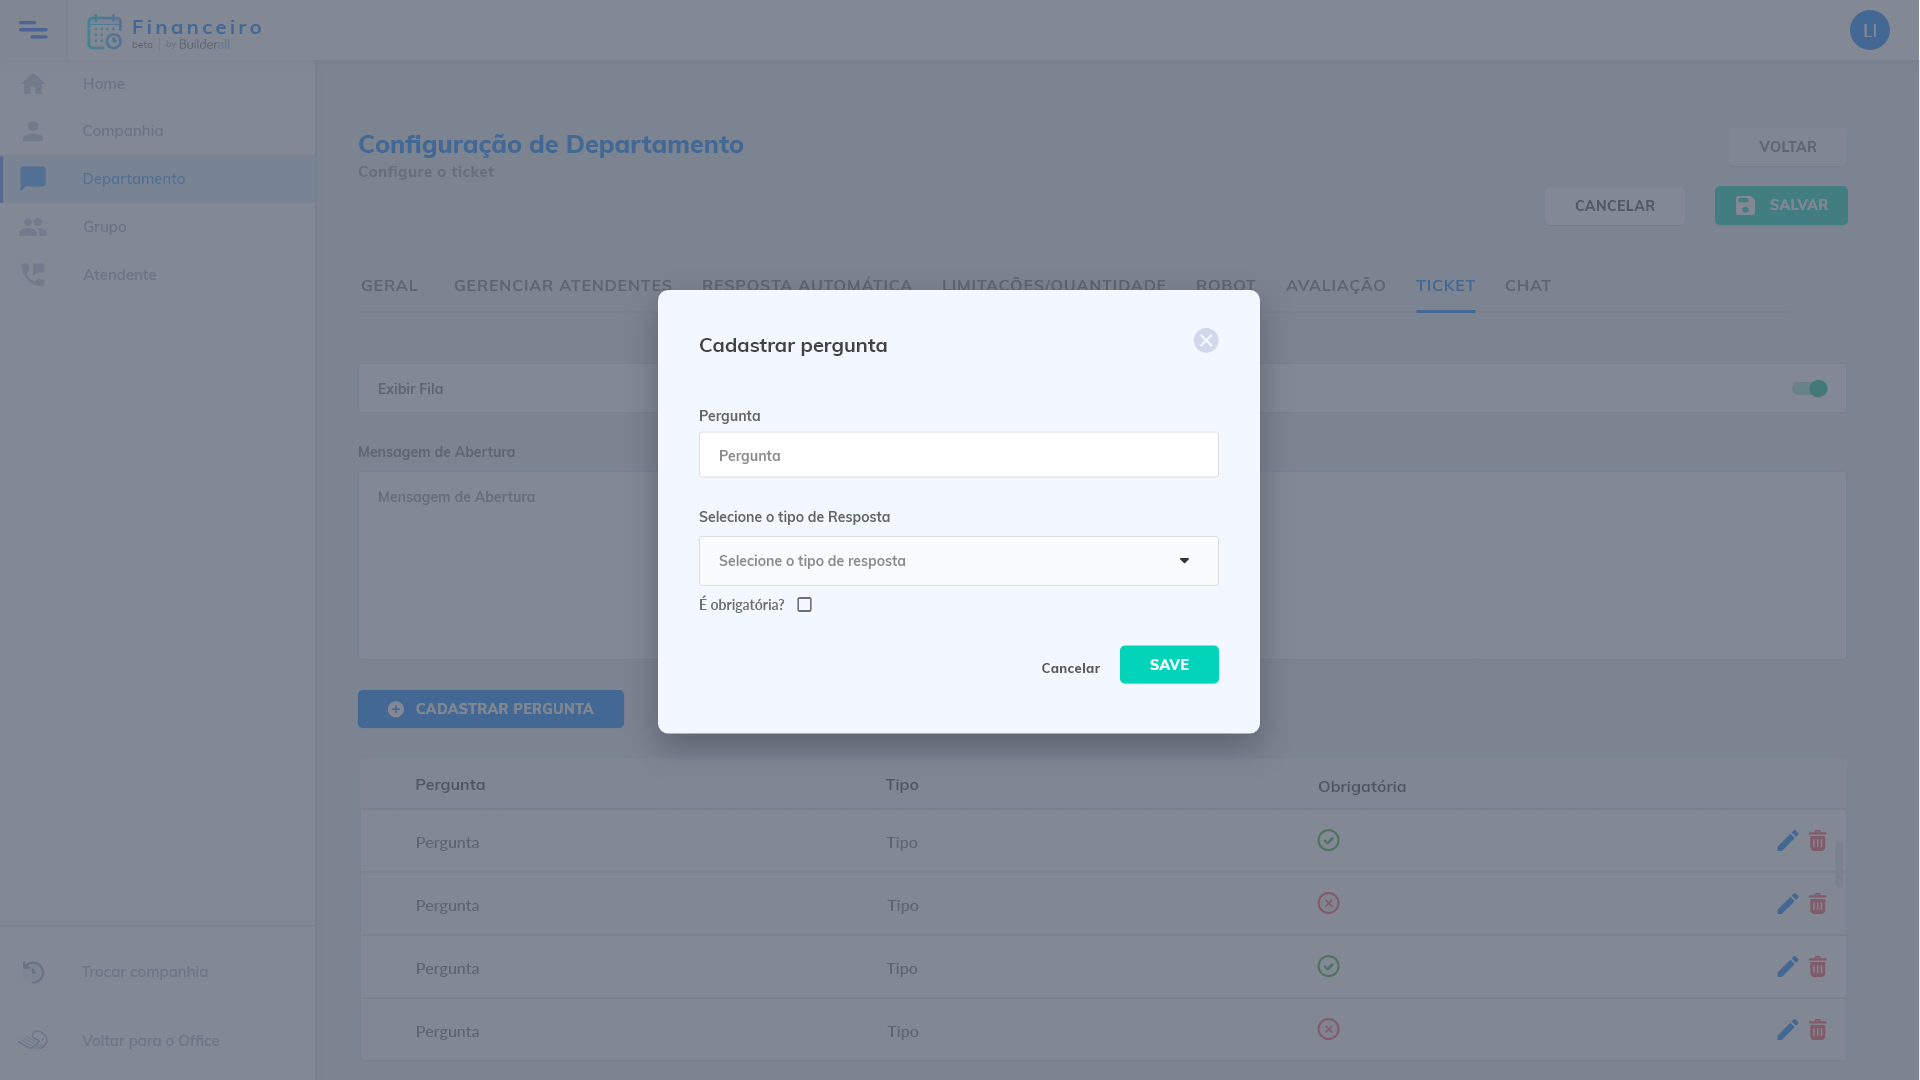 Financeiro
beta | by Builderall
LI
Home
Companhia
Departamento
Grupo
Atendente
Trocar companhia
Voltar para o Office
Configuração de Departamento
Configure o ticket
VOLTAR
CANCELAR
SALVAR
GERAL GERENCIAR ATENDENTES RESPOSTA AUTOMÁTICA LIMITAÇÕES/QUANTIDADE ROBOT AVALIAÇÃO TICKET CHAT
Exibir Fila
Mensagem de Abertura
Mensagem de Abertura
CADASTRAR PERGUNTA
Cadastrar pergunta
Pergunta
Pergunta
Selecione o tipo de Resposta
Selecione o tipo de resposta
É obrigatória?
Cancelar
SAVE
Pergunta Tipo Obrigatória
Pergunta Tipo
Pergunta Tipo
Pergunta Tipo
Pergunta Tipo